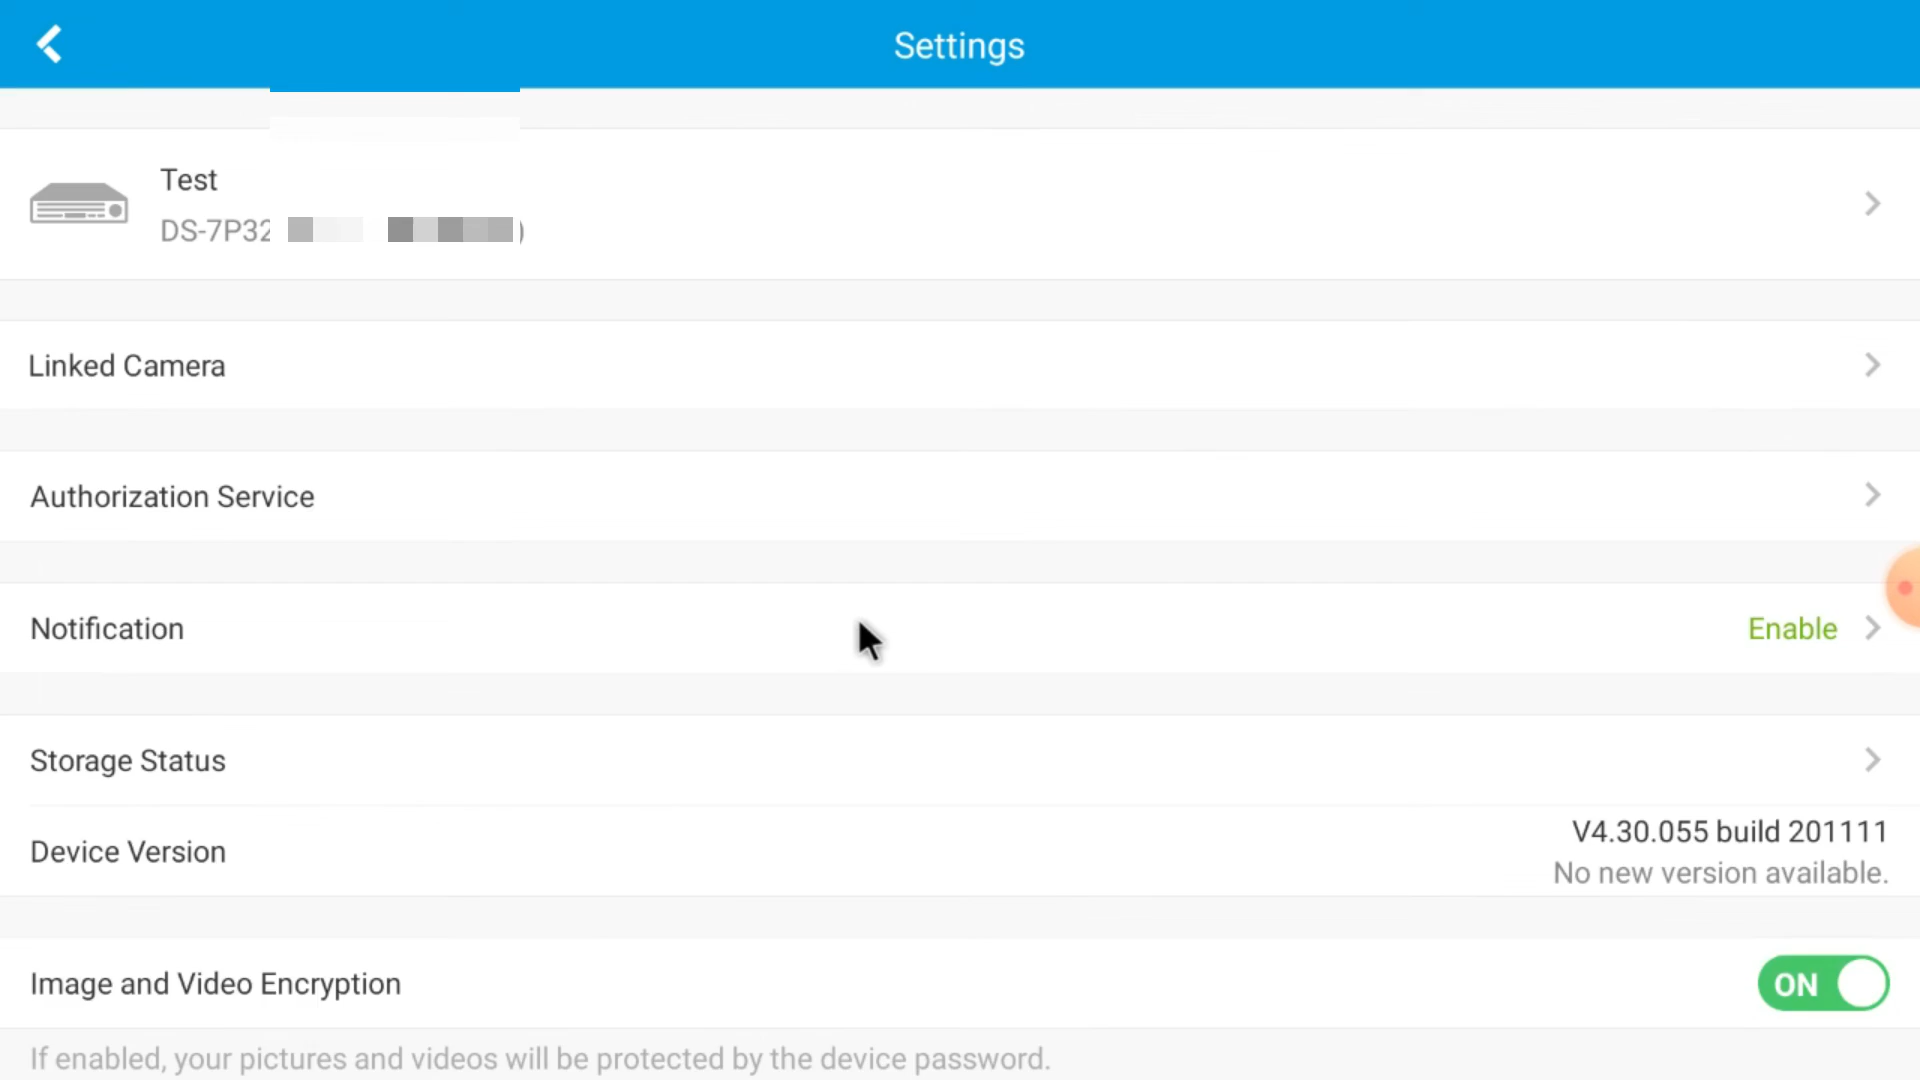 Settings
Test
DS-7P32
Linked Camera
Authorization Service
Notification
Enable
Storage Status
Device Version
V4.30.055 build 201111
No new version available.
Image and Video Encryption
ON
If enabled, your pictures and videos will be protected by the device password.